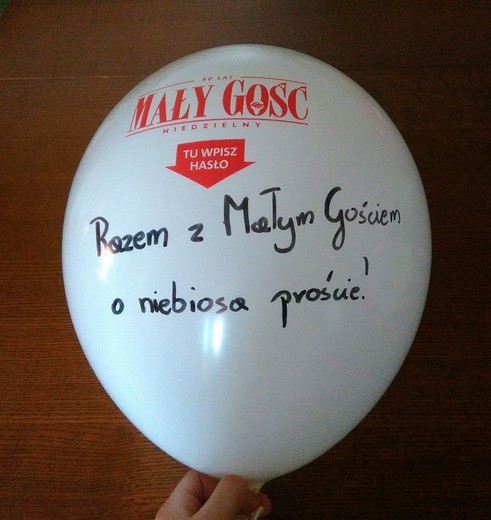 90 LAT
MAŁY GOŚĆ
NIEDZIELNY
TU WPISZ
HASŁO
Razem z Małym Gościem
o niebiosa proście!